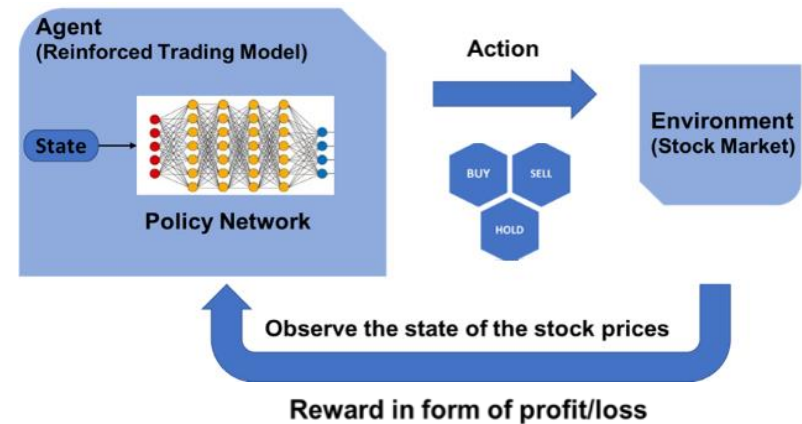 Agent
(Reinforced Trading Model)
State
Policy Network
Action
BUY
SELL
HOLD
Environment
(Stock Market)
Observe the state of the stock prices
Reward in form of profit/loss